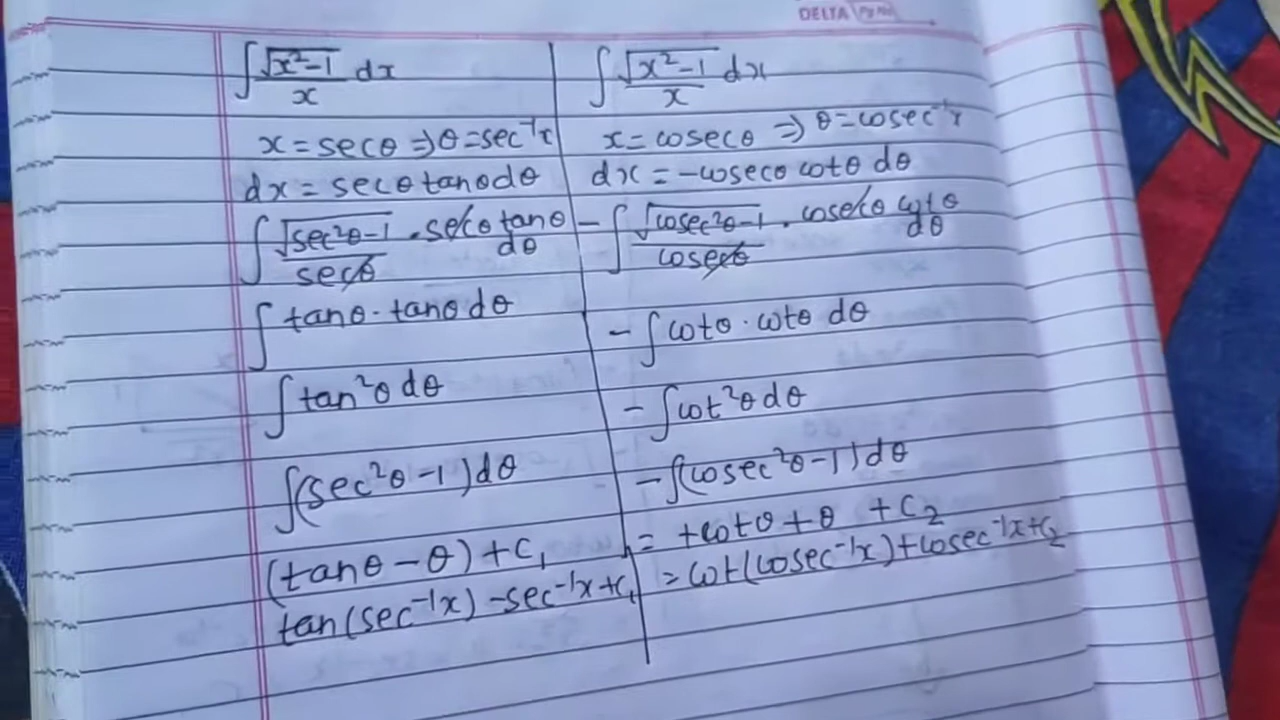 DELTA
∫ √(x²-1)/x dx
x = secθ ⇒ θ = sec⁻¹x
dx = secθ tanθ dθ
∫ √(sec²θ-1)/secθ . secθ tanθ dθ
∫ tanθ . tanθ dθ
∫ tan²θ dθ
∫(sec²θ - 1) dθ
(tanθ - θ) + C₁
tan(sec⁻¹x) - sec⁻¹x + C₁
∫ √(x²-1)/x dx
x = cosecθ ⇒ θ = cosec⁻¹x
dx = -cosecθ cotθ dθ
-∫ √(cosec²θ-1)/cosecθ . cosecθ cotθ dθ
-∫ cotθ . cotθ dθ
-∫cot²θ dθ
-∫(cosec²θ - 1) dθ
= +cotθ + θ + C₂
= cot(cosec⁻¹x) + cosec⁻¹x + C₂